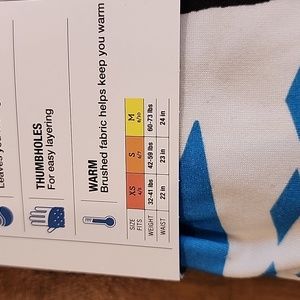 Leaves you
THUMBHOLES
For easy layering
WARM
Brushed fabric helps keep you warm
SIZE XS S M
FITS 4/5 6/7 8/10
WEIGHT 32-41 lbs 42-59 lbs 60-73 lbs
WAIST 22 in 23 in 24 in